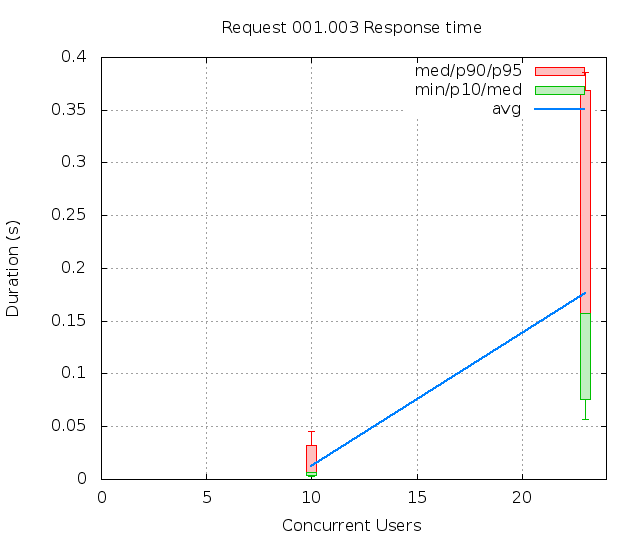 Request 001.003 Response time
0.4
med/p90/p95
min/p10/med
avg
0.35
0.3
0.25
0.2
0.15
0.1
0.05
0
Duration (s)
0 5 10 15 20
Concurrent Users